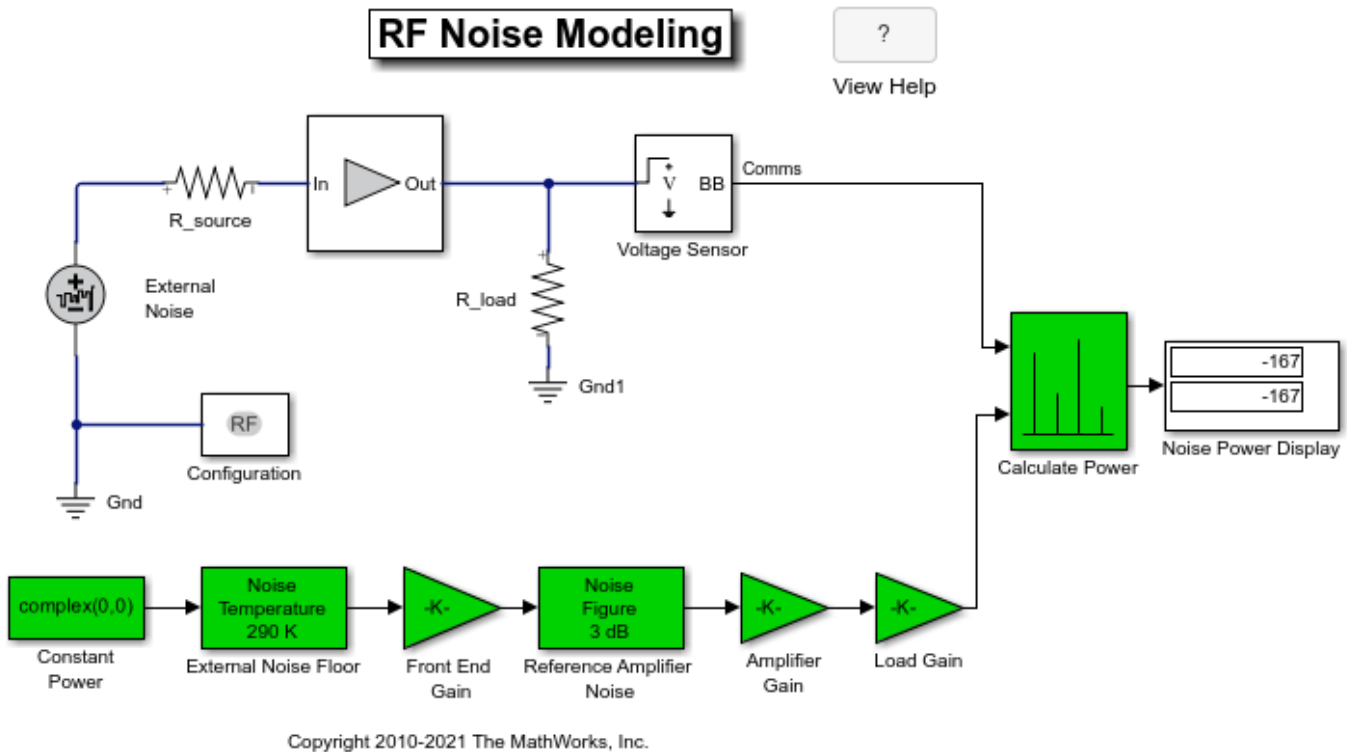 RF Noise Modeling
?
View Help
In
Out
R_source
V
BB
Comms
Voltage Sensor
External
Noise
R_load
Gnd1
RF
Configuration
Gnd
-167
-167
Calculate Power
Noise Power Display
complex(0,0)
Constant
Power
Noise
Temperature
290 K
External Noise Floor
-K-
Front End
Gain
Noise
Figure
3 dB
Reference Amplifier
Noise
-K-
Amplifier
Gain
-K-
Load Gain
Copyright 2010-2021 The MathWorks, Inc.